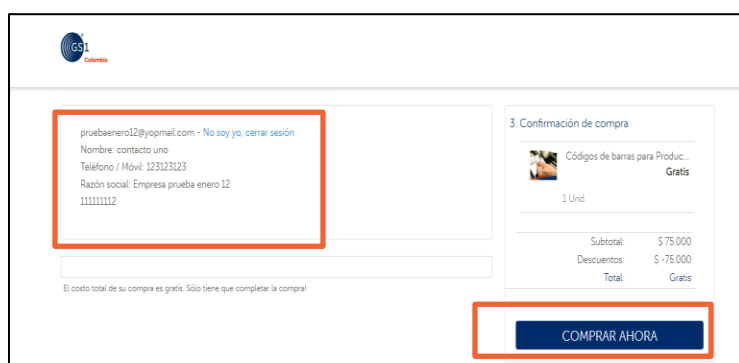 GS1
Colombia
pruebaenero12@yopmail.com - No soy yo, cerrar sesión
Nombre: contacto uno
Teléfono / Móvil: 123123123
Razón social: Empresa prueba enero 12
111111112
El costo total de su compra es gratis. Sólo tiene que completar la compra!
3. Confirmación de compra
Códigos de barras para Produc...
Gratis
1 Und.
Subtotal: $ 75.000
Descuentos: $ -75.000
Total: Gratis
COMPRAR AHORA